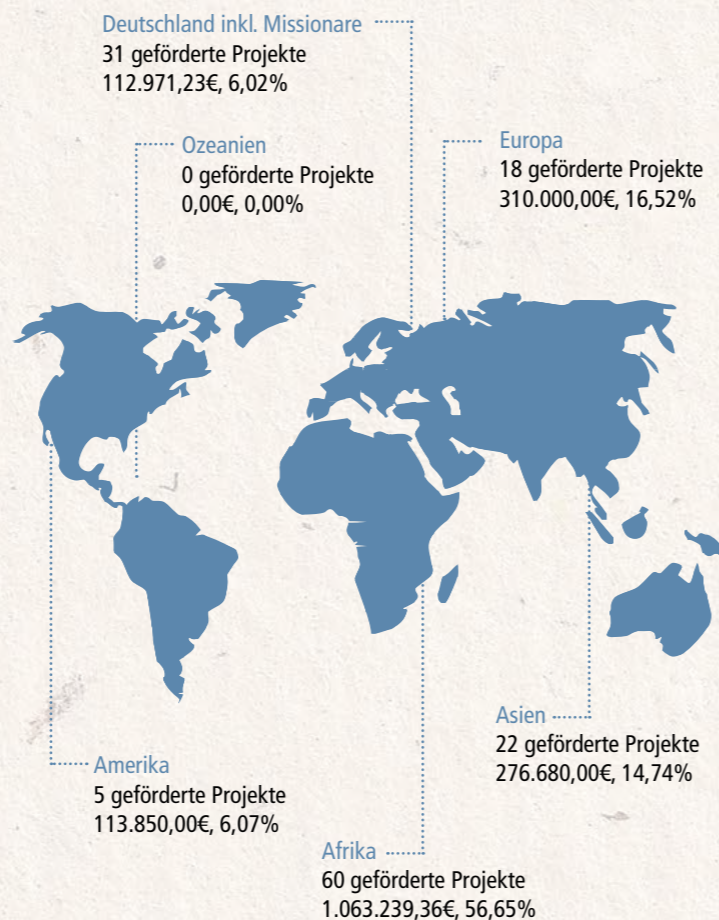 Deutschland inkl. Missionare
31 geförderte Projekte
112.971,23€, 6,02%
Ozeanien
0 geförderte Projekte
0,00€, 0,00%
Europa
18 geförderte Projekte
310.000,00€, 16,52%
Asien
22 geförderte Projekte
276.680,00€, 14,74%
Amerika
5 geförderte Projekte
113.850,00€, 6,07%
Afrika
60 geförderte Projekte
1.063.239,36€, 56,65%